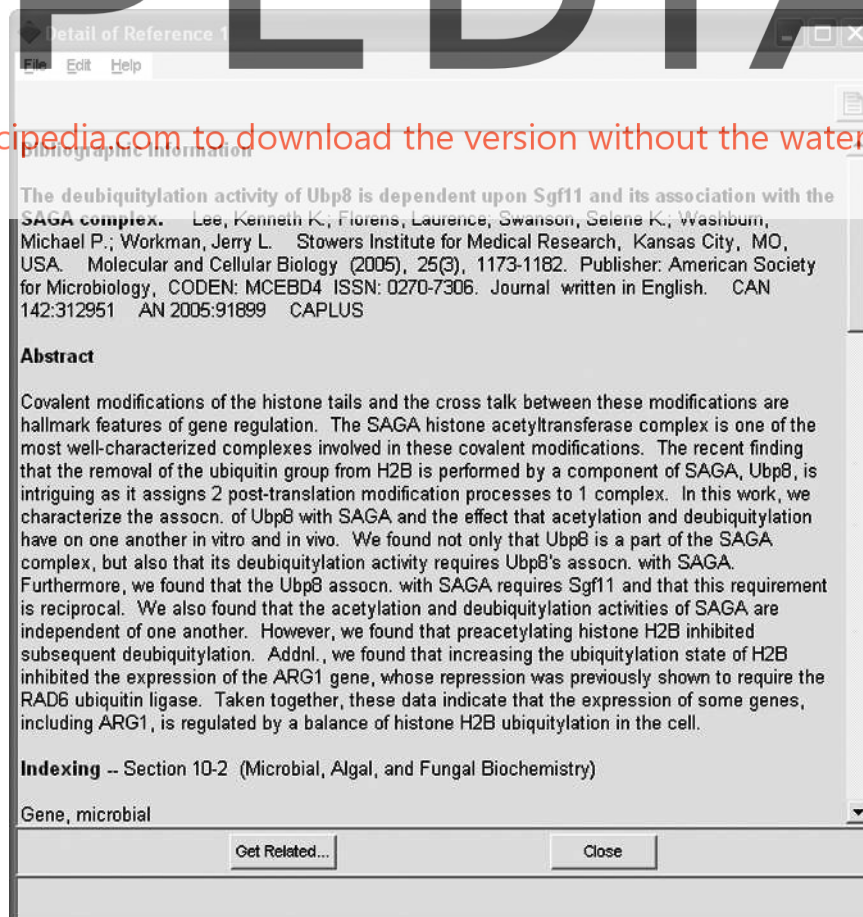 PEDIA
Detail of Reference 1
File Edit Help
cipedia.com to download the version without the water
Bibliographic Information
The deubiquitylation activity of Ubp8 is dependent upon Sgf11 and its association with the
SAGA complex. Lee, Kenneth K.; Florens, Laurence; Swanson, Selene K.; Washburn,
Michael P.; Workman, Jerry L. Stowers Institute for Medical Research, Kansas City, MO,
USA. Molecular and Cellular Biology (2005), 25(3), 1173-1182. Publisher: American Society
for Microbiology, CODEN: MCEBD4 ISSN: 0270-7306. Journal written in English. CAN
142:312951 AN 2005:91899 CAPLUS
Abstract
Covalent modifications of the histone tails and the cross talk between these modifications are
hallmark features of gene regulation. The SAGA histone acetyltransferase complex is one of the
most well-characterized complexes involved in these covalent modifications. The recent finding
that the removal of the ubiquitin group from H2B is performed by a component of SAGA, Ubp8, is
intriguing as it assigns 2 post-translation modification processes to 1 complex. In this work, we
characterize the assocn. of Ubp8 with SAGA and the effect that acetylation and deubiquitylation
have on one another in vitro and in vivo. We found not only that Ubp8 is a part of the SAGA
complex, but also that its deubiquitylation activity requires Ubp8's assocn. with SAGA.
Furthermore, we found that the Ubp8 assocn. with SAGA requires Sgf11 and that this requirement
is reciprocal. We also found that the acetylation and deubiquitylation activities of SAGA are
independent of one another. However, we found that preacetylating histone H2B inhibited
subsequent deubiquitylation. Addnl., we found that increasing the ubiquitylation state of H2B
inhibited the expression of the ARG1 gene, whose repression was previously shown to require the
RAD6 ubiquitin ligase. Taken together, these data indicate that the expression of some genes,
including ARG1, is regulated by a balance of histone H2B ubiquitylation in the cell.
Indexing -- Section 10-2 (Microbial, Algal, and Fungal Biochemistry)
Gene, microbial
Get Related... Close